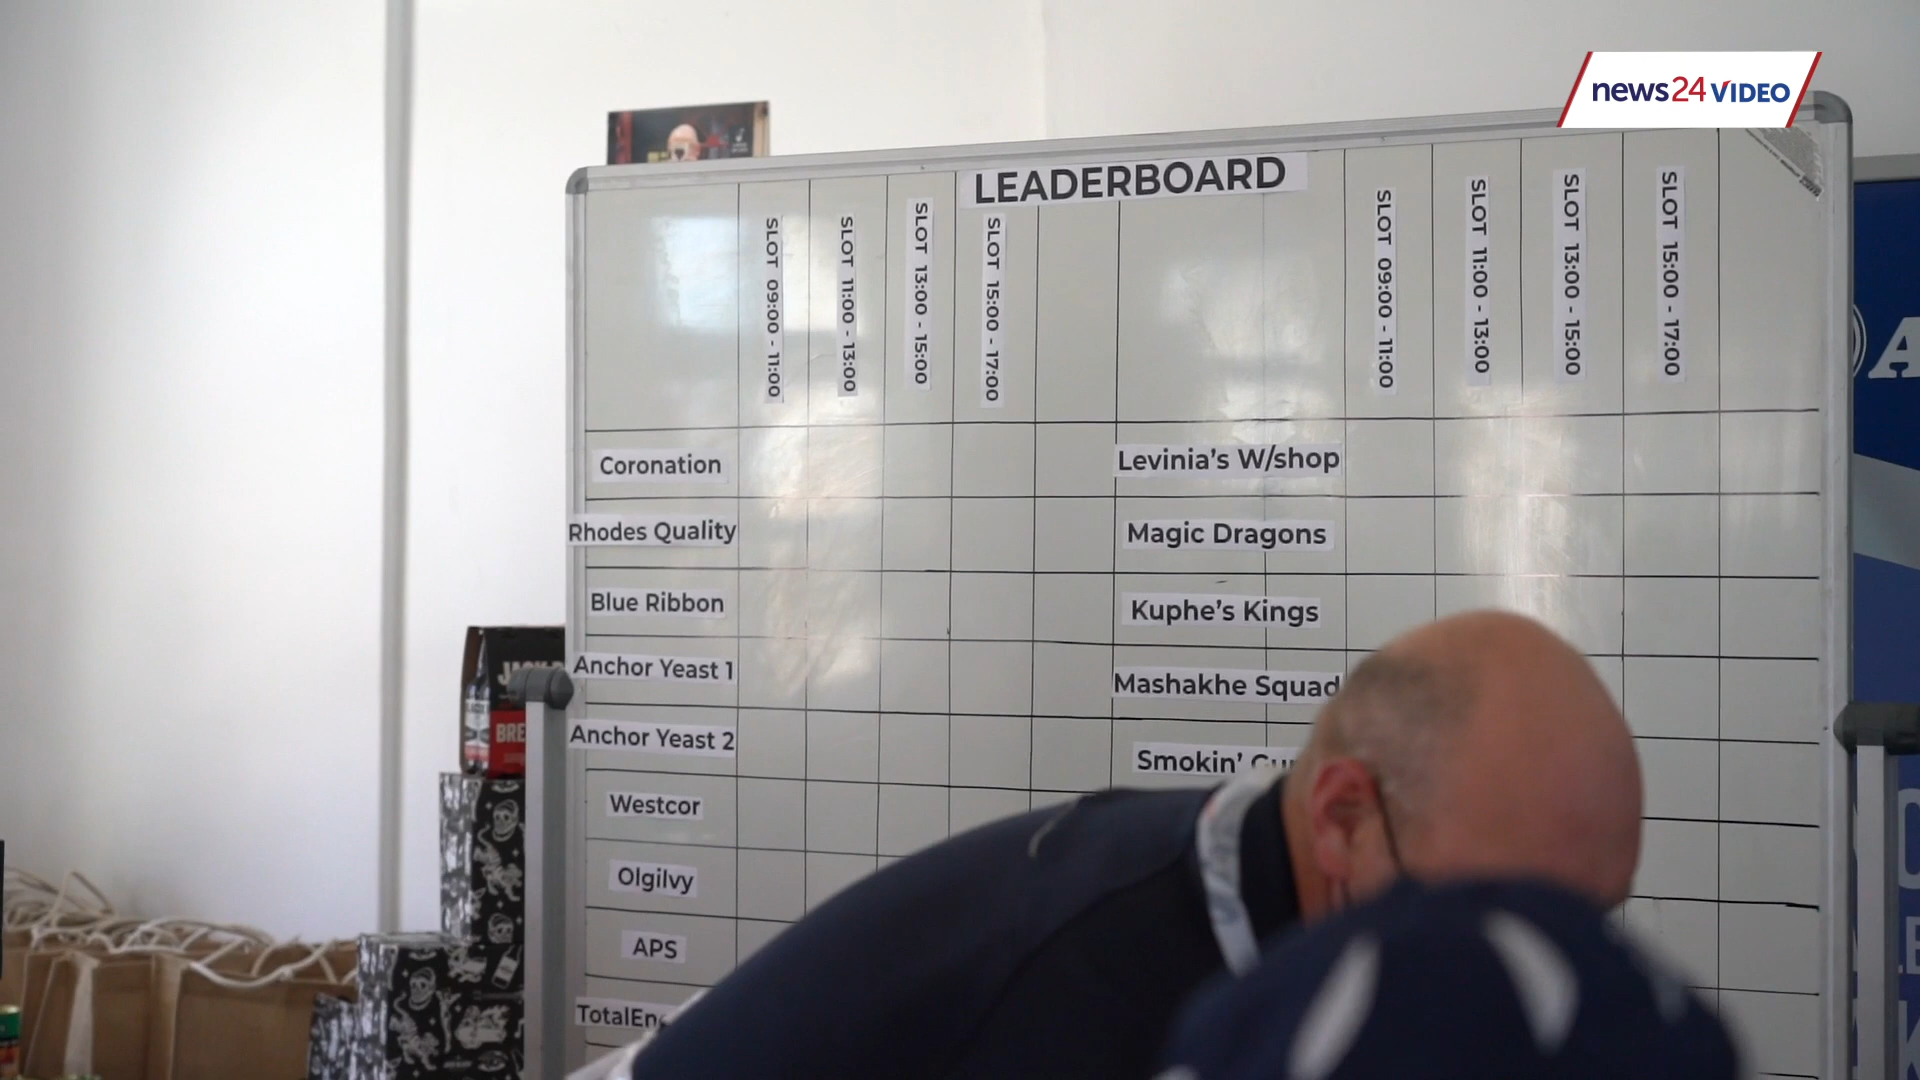 news24 VIDEO
LEADERBOARD
SLOT 09:00 - 11:00
SLOT 11:00 - 13:00
SLOT 13:00 - 15:00
SLOT 15:00 - 17:00
SLOT 09:00 - 11:00
SLOT 11:00 - 13:00
SLOT 13:00 - 15:00
SLOT 15:00 - 17:00
Coronation
Rhodes Quality
Blue Ribbon
Anchor Yeast 1
Anchor Yeast 2
Westcor
Olgilvy
APS
Levinia's W/shop
Magic Dragons
Kuphe's Kings
Mashakhe Squad
Smokin'